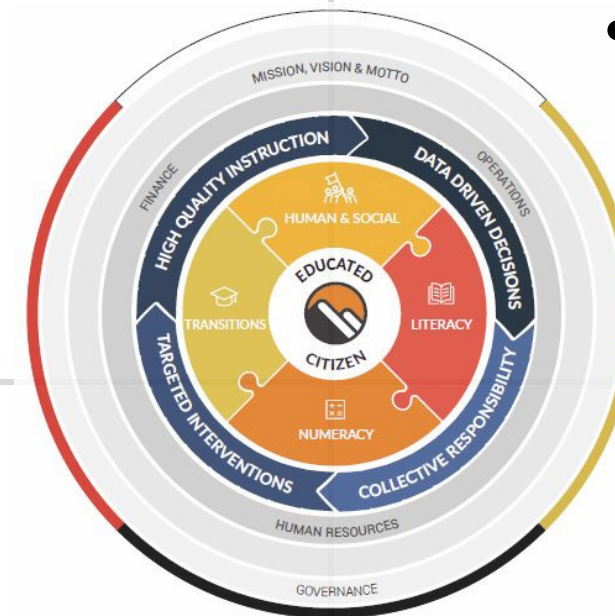 MISSION, VISION & MOTTO
FINANCE
OPERATIONS
HIGH QUALITY INSTRUCTION
DATA DRIVEN DECISIONS
HUMAN & SOCIAL
EDUCATED
TRANSITIONS
LITERACY
CITIZEN
NUMERACY
TARGETED INTERVENTIONS
COLLECTIVE RESPONSIBILITY
HUMAN RESOURCES
GOVERNANCE